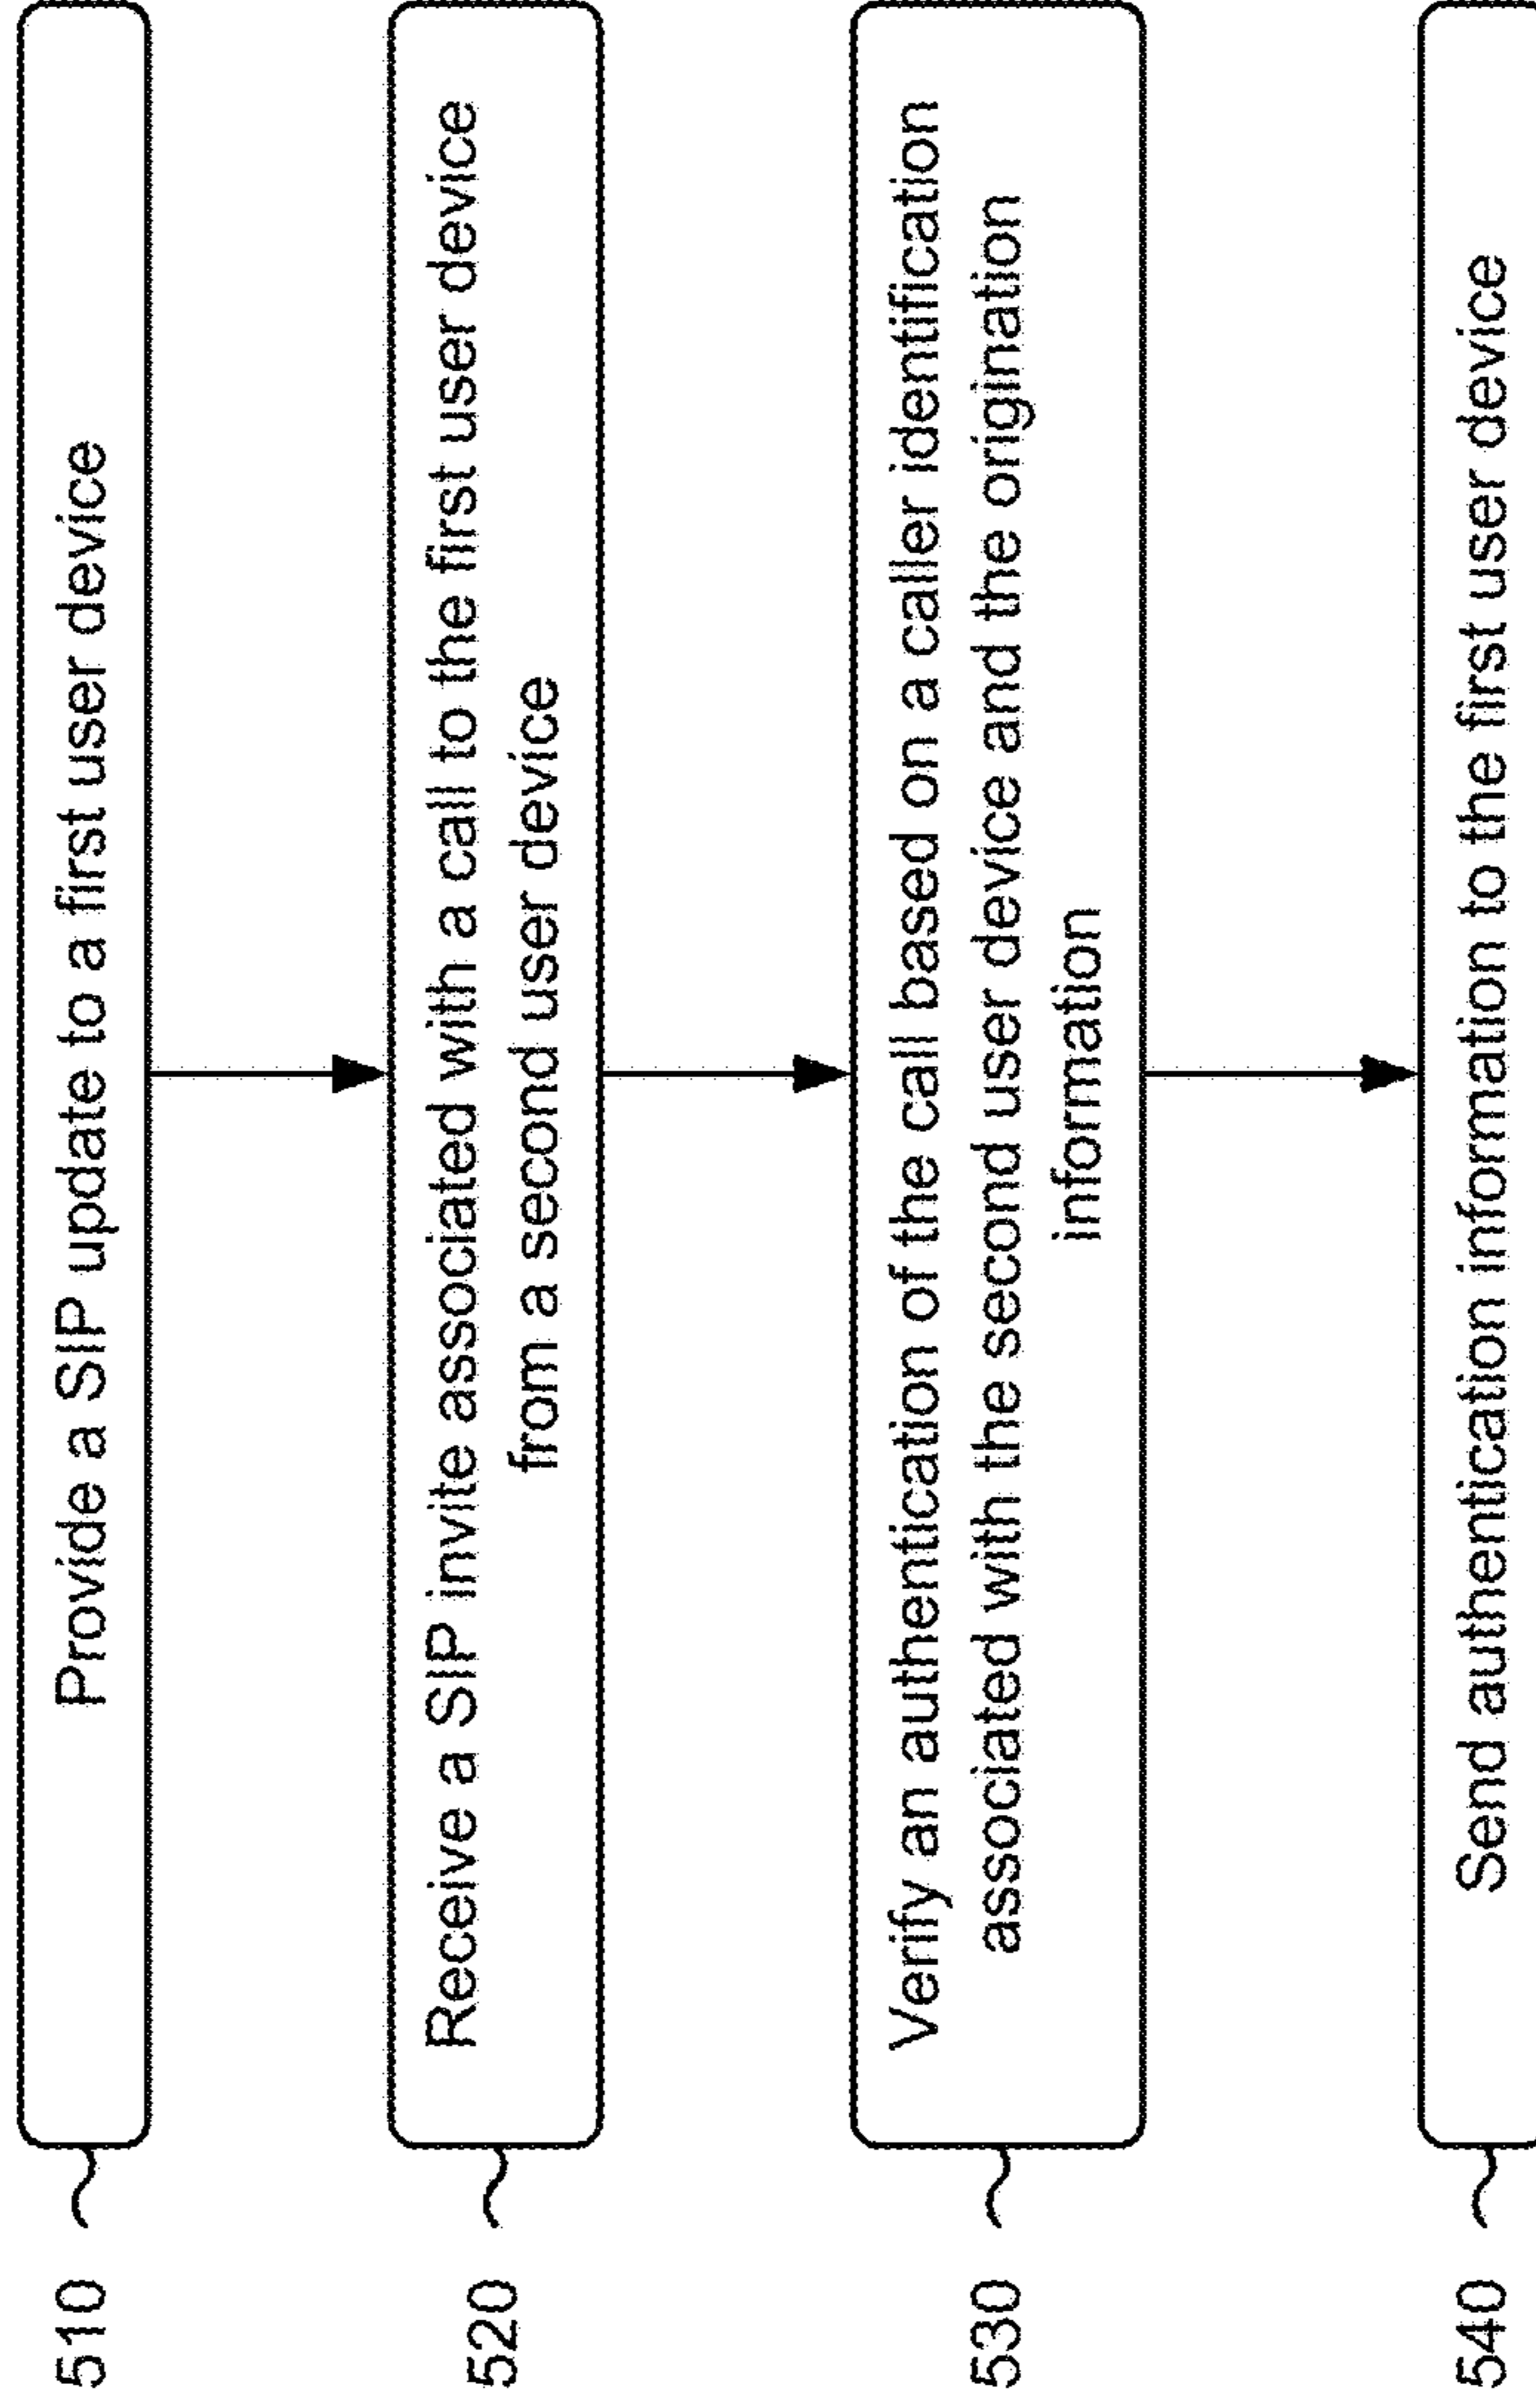 510
Provide a SIP update to a first user device
520
Receive a SIP invite associated with a call to the first user device
from a second user device
530
Verify an authentication of the call based on a caller identification
associated with the second user device and the origination
information
540
Send authentication information to the first user device